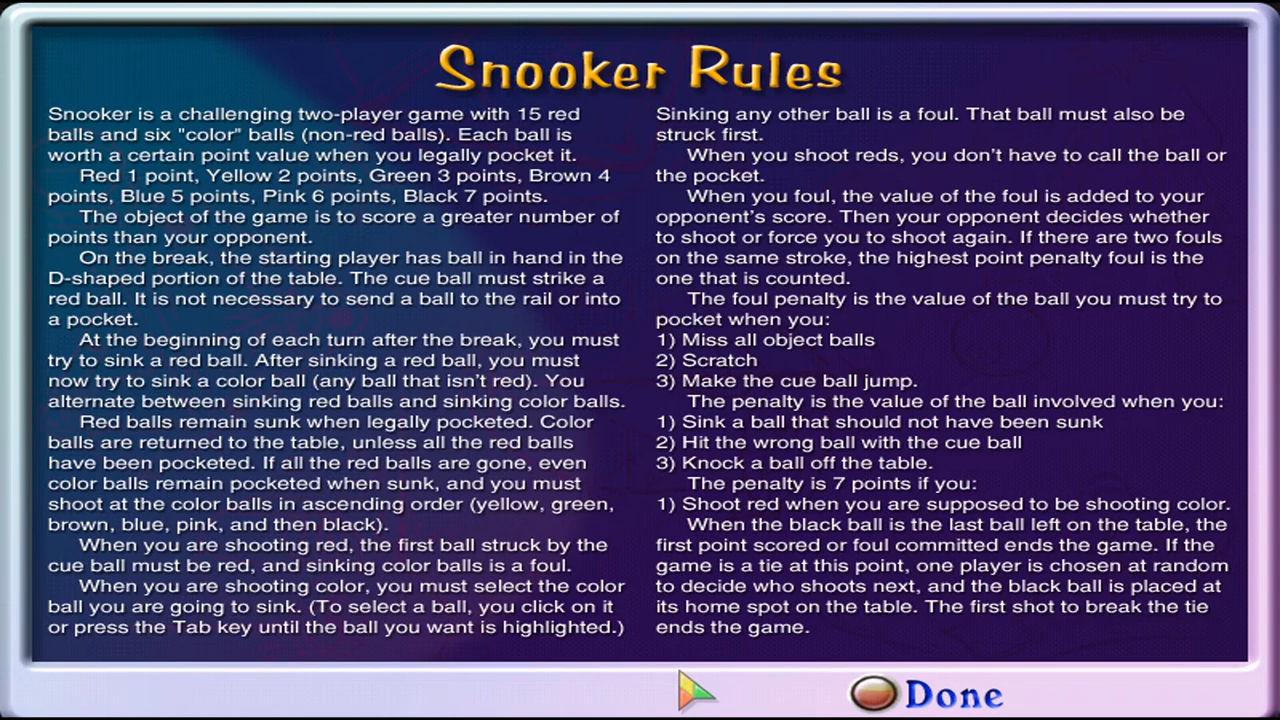 Snooker Rules
Snooker is a challenging two-player game with 15 red
balls and six "color" balls (non-red balls). Each ball is
worth a certain point value when you legally pocket it.
Red 1 point, Yellow 2 points, Green 3 points, Brown 4
points, Blue 5 points, Pink 6 points, Black 7 points.
The object of the game is to score a greater number of
points than your opponent.
On the break, the starting player has ball in hand in the
D-shaped portion of the table. The cue ball must strike a
red ball. It is not necessary to send a ball to the rail or into
a pocket.
At the beginning of each turn after the break, you must
try to sink a red ball. After sinking a red ball, you must
now try to sink a color ball (any ball that isn't red). You
alternate between sinking red balls and sinking color balls.
Red balls remain sunk when legally pocketed. Color
balls are returned to the table, unless all the red balls
have been pocketed. If all the red balls are gone, even
color balls remain pocketed when sunk, and you must
shoot at the color balls in ascending order (yellow, green,
brown, blue, pink, and then black).
When you are shooting red, the first ball struck by the
cue ball must be red, and sinking color balls is a foul.
When you are shooting color, you must select the color
ball you are going to sink. (To select a ball, you click on it
or press the Tab key until the ball you want is highlighted.)
Sinking any other ball is a foul. That ball must also be
struck first.
When you shoot reds, you don't have to call the ball or
the pocket.
When you foul, the value of the foul is added to your
opponent's score. Then your opponent decides whether
to shoot or force you to shoot again. If there are two fouls
on the same stroke, the highest point penalty foul is the
one that is counted.
The foul penalty is the value of the ball you must try to
pocket when you:
1) Miss all object balls
2) Scratch
3) Make the cue ball jump.
The penalty is the value of the ball involved when you:
1) Sink a ball that should not have been sunk
2) Hit the wrong ball with the cue ball
3) Knock a ball off the table.
The penalty is 7 points if you:
1) Shoot red when you are supposed to be shooting color.
When the black ball is the last ball left on the table, the
first point scored or foul committed ends the game. If the
game is a tie at this point, one player is chosen at random
to decide who shoots next, and the black ball is placed at
its home spot on the table. The first shot to break the tie
ends the game.
Done